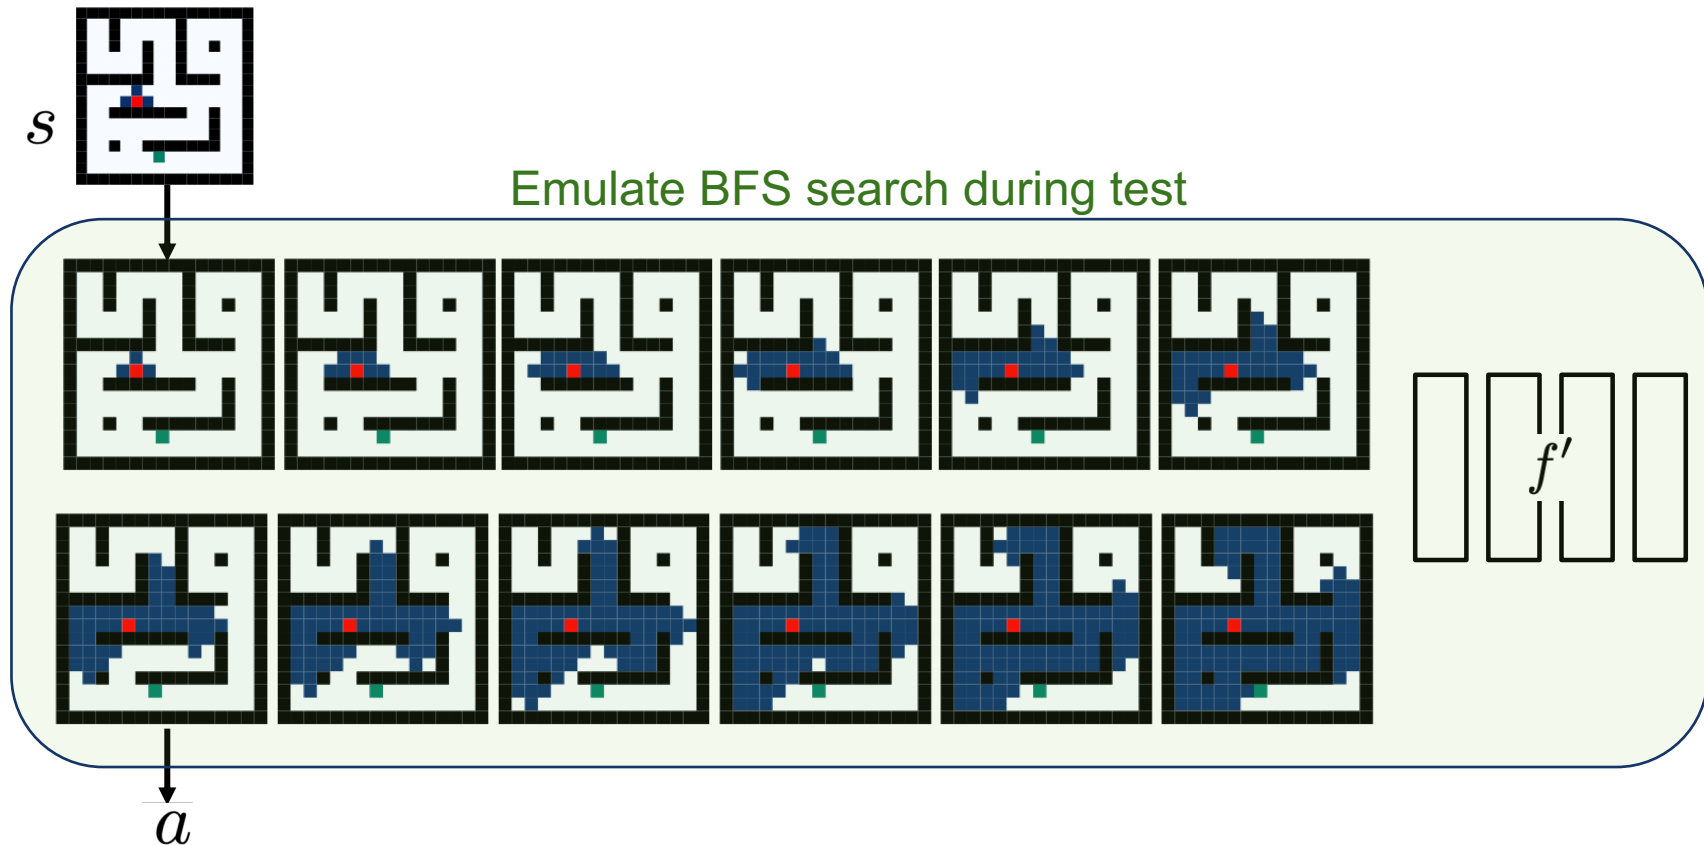 s
Emulate BFS search during test
f′
a